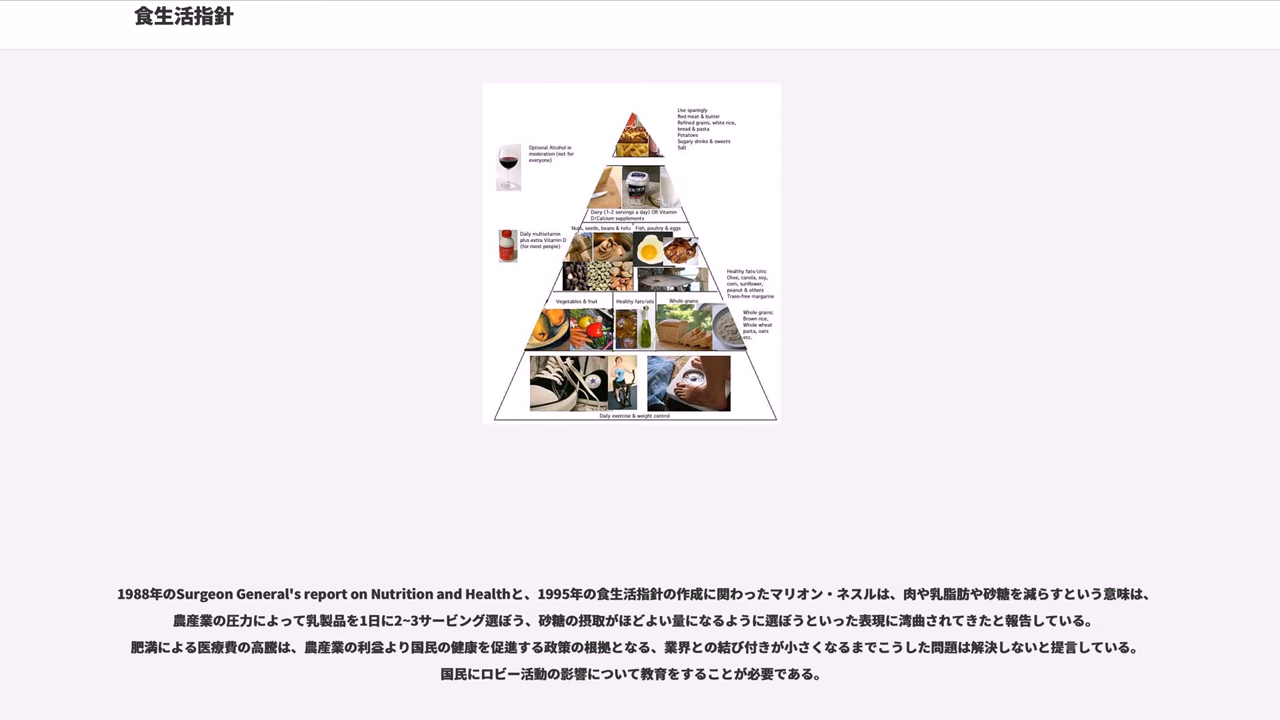 食生活指針
Use sparingly
Red meat & butter
Refined grains, white rice,
bread & pasta
Potatoes
Sugary drinks & sweets
Salt
Optional Alcohol in
moderation (not for
everyone)
Dairy (1-2 servings a day) OR Vitamin
D/Calcium supplements
Nuts, seeds, beans & tofu
Fish, poultry & eggs
Daily multivitamin
plus extra Vitamin D
(for most people)
Healthy fats/oils:
Olive, canola, soy,
corn, sunflower,
peanut & others
Trans-free margarine
Vegetables & fruit
Healthy fats/oils
Whole grains
Whole grains:
Brown rice,
Whole wheat
pasta, oats
etc.
Daily exercise & weight control
1988年のSurgeon General's report on Nutrition and Healthと、1995年の食生活指針の作成に関わったマリオン・ネスルは、肉や乳脂肪や砂糖を減らすという意味は、
農産業の圧力によって乳製品を1日に2~3サービング選ぼう、砂糖の摂取がほどよい量になるように選ぼうといった表現に湾曲されてきたと報告している。
肥満による医療費の高騰は、農産業の利益より国民の健康を促進する政策の根拠となる、業界との結び付きが小さくなるまでこうした問題は解決しないと提言している。
国民にロビー活動の影響について教育をすることが必要である。